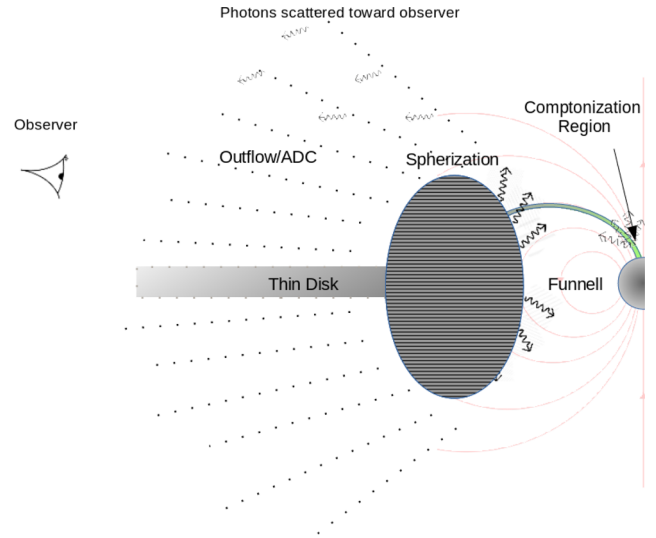 Photons scattered toward observer
Comptonization
Region
Observer
Outflow/ADC
Spherization
Thin Disk
Funnell